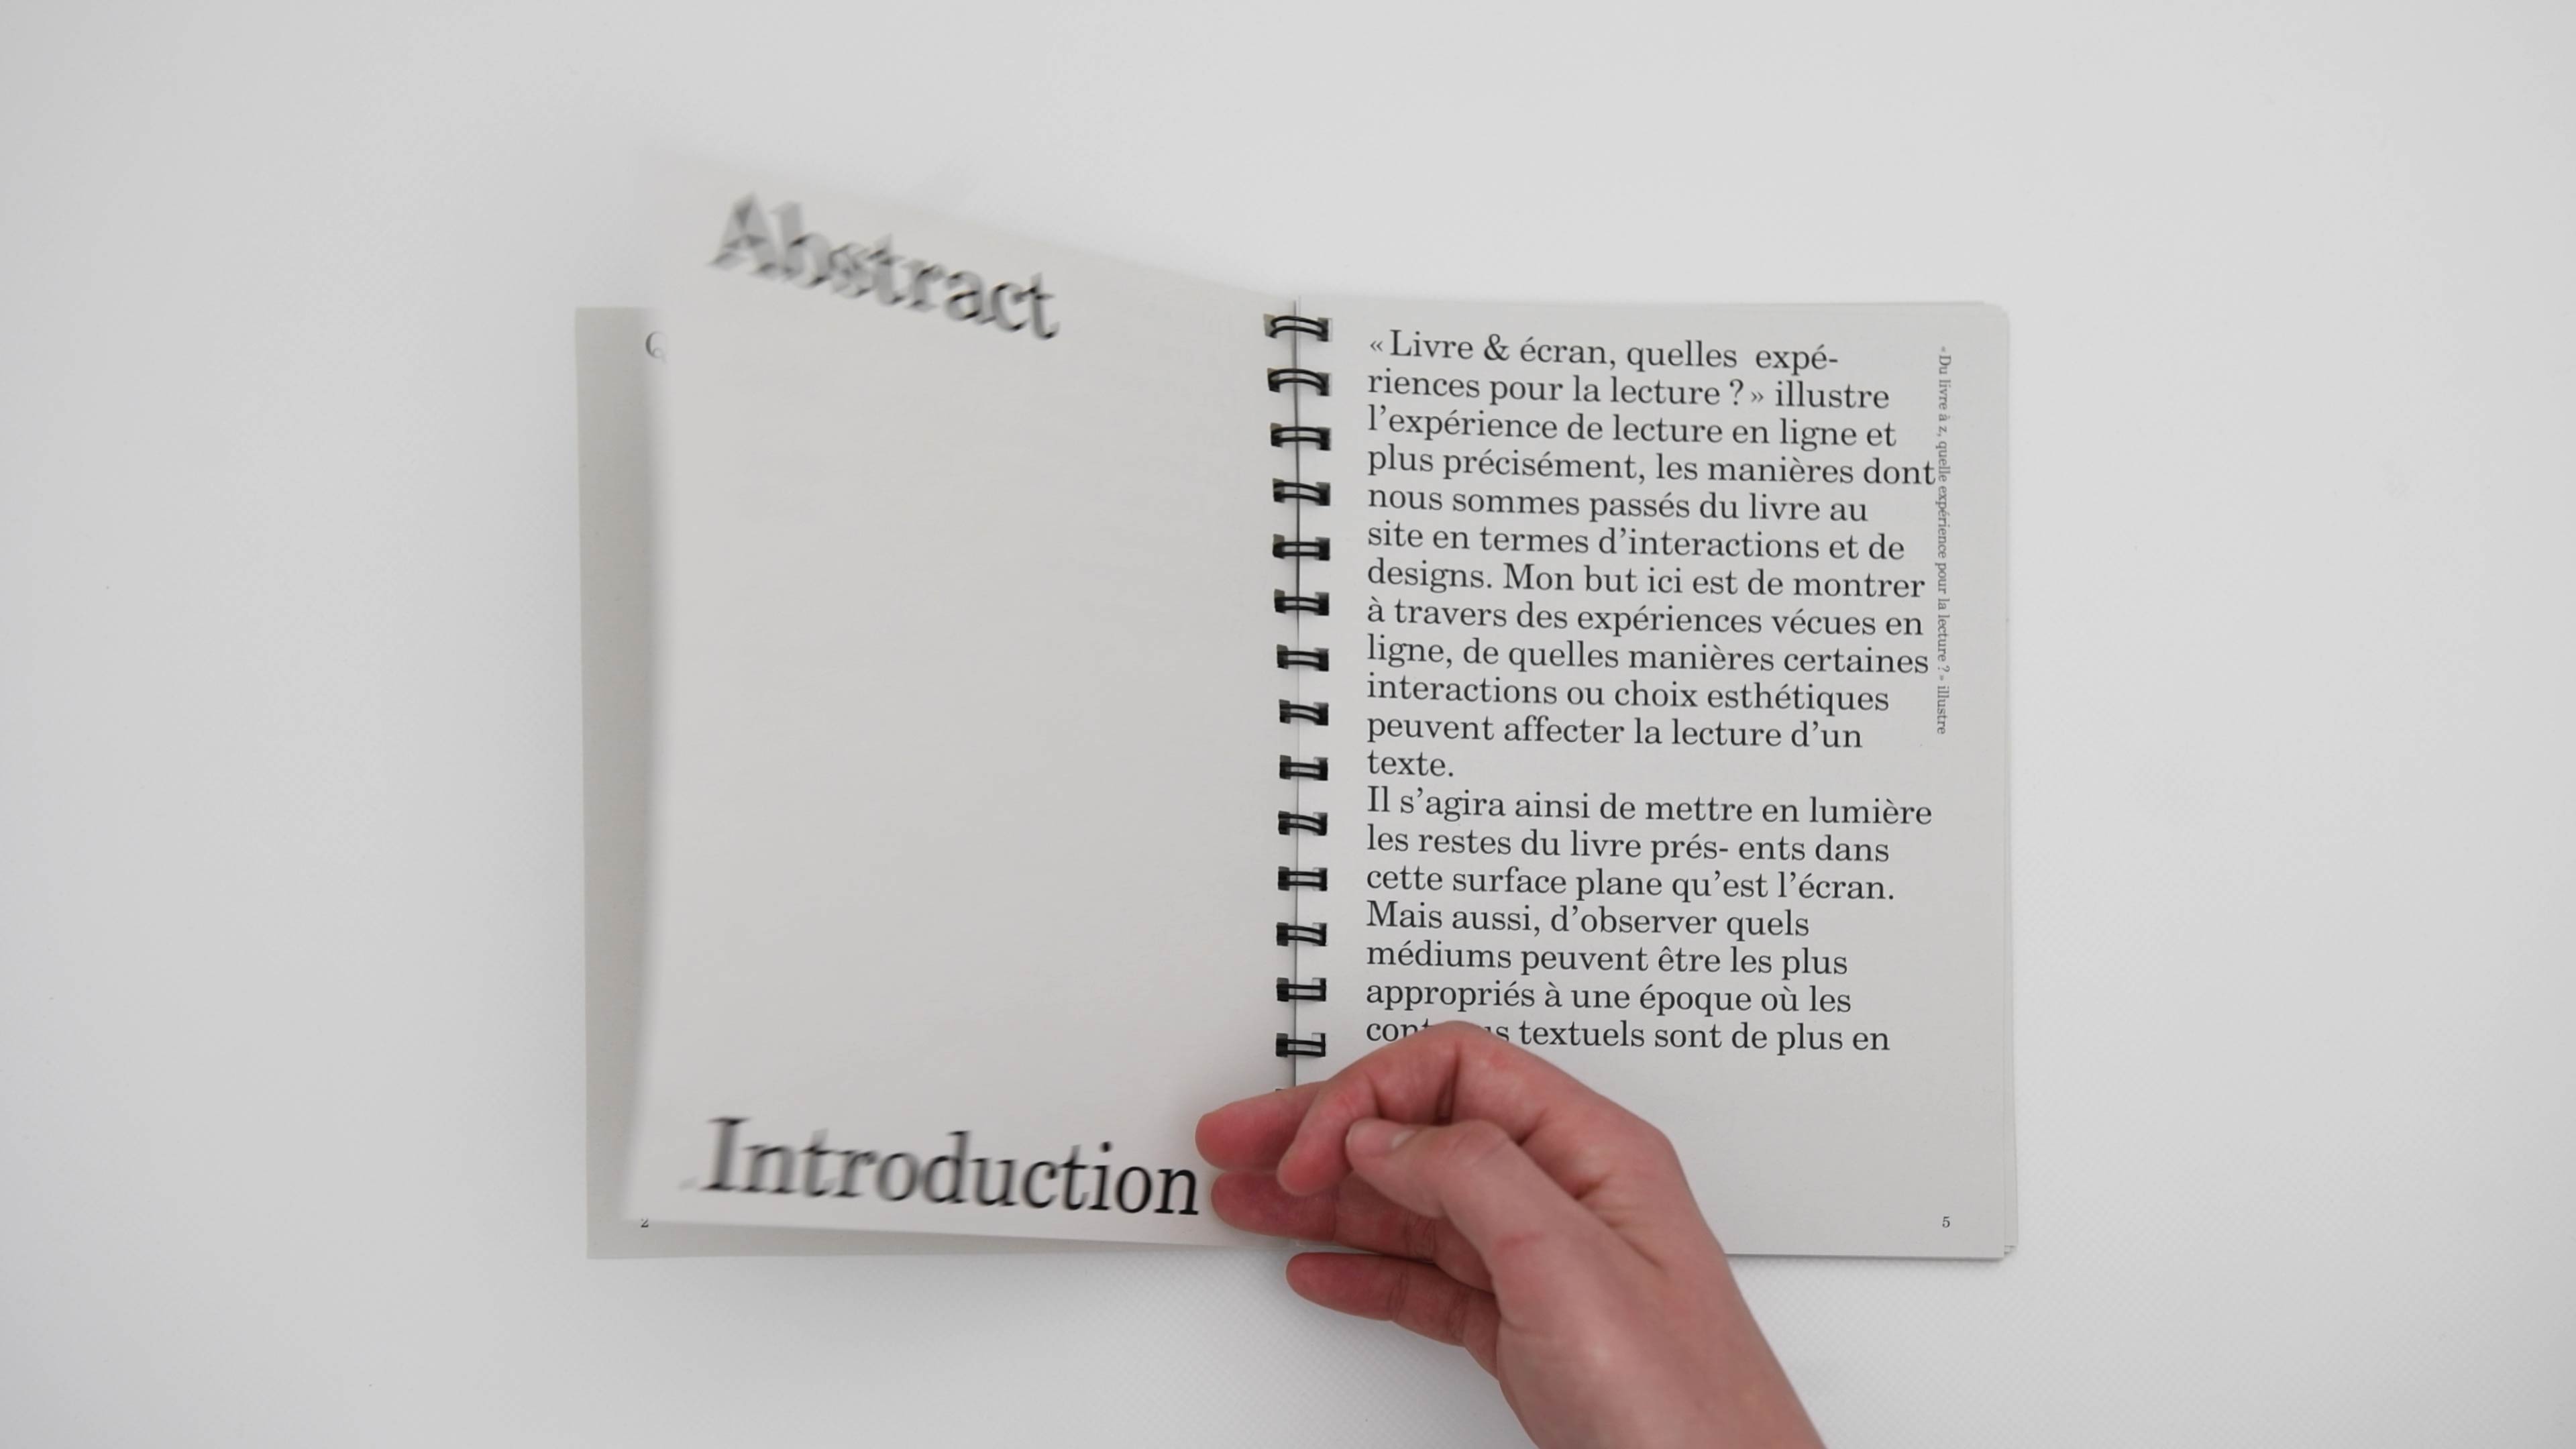 Abstract
Introduction
2
« Livre & écran, quelles expé-
riences pour la lecture ? » illustre
l’expérience de lecture en ligne et
plus précisément, les manières dont
nous sommes passés du livre au
site en termes d’interactions et de
designs. Mon but ici est de montrer
à travers des expériences vécues en
ligne, de quelles manières certaines
interactions ou choix esthétiques
peuvent affecter la lecture d’un
texte.
Il s’agira ainsi de mettre en lumière
les restes du livre prés- ents dans
cette surface plane qu’est l’écran.
Mais aussi, d’observer quels
médiums peuvent être les plus
appropriés à une époque où les
textuels sont de plus en
« Du livre à z, quelle expérience pour la lecture ? » illustre
5